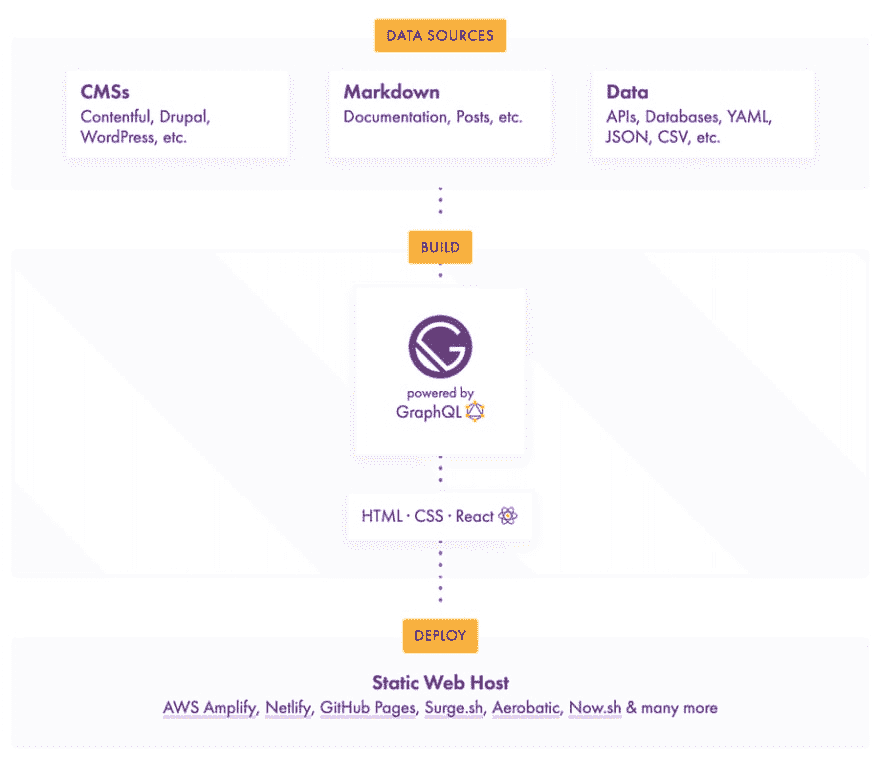 DATA SOURCES
CMSs
Contentful, Drupal,
WordPress, etc.
Markdown
Documentation, Posts, etc.
Data
APIs, Databases, YAML,
JSON, CSV, etc.
BUILD
powered by
GraphQL
HTML · CSS · React
DEPLOY
Static Web Host
AWS Amplify, Netlify, GitHub Pages, Surge.sh, Aerobatic, Now.sh & many more